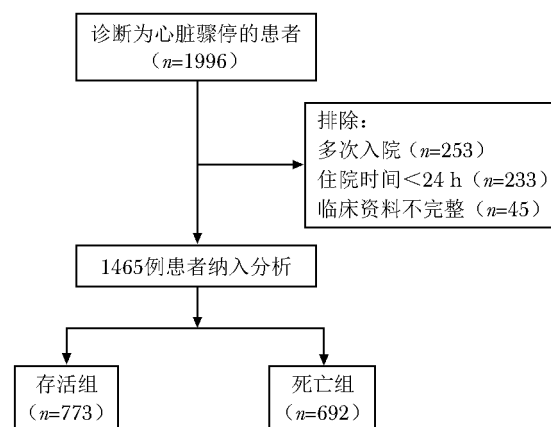 诊断为心脏骤停的患者
（n=1996）
排除：
多次入院（n=253）
住院时间＜24 h（n=233）
临床资料不完整（n=45）
1465例患者纳入分析
存活组
（n=773）
死亡组
（n=692）